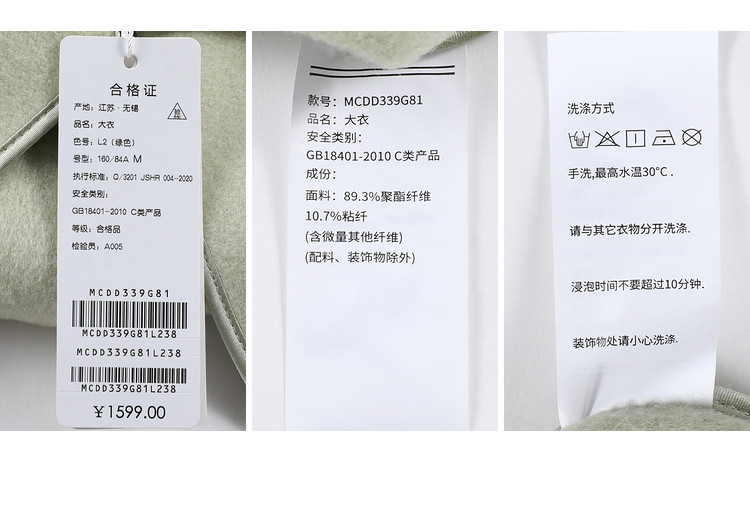 合格证
产地：江苏·无锡
品名：大衣
色号：L2（绿色）
号型：160/84A M
执行标准：Q/3201 JSHR 004-2020
安全类别：
GB18401-2010 C类产品
等级：合格品
检验员：A005
MCDD339G81
MCDD339G81L238
MCDD339G81L238
MCDD339G81L238
￥1599.00
款号：MCDD339G81
品名：大衣
安全类别：
GB18401-2010 C类产品
成份：
面料：89.3%聚酯纤维
10.7%粘纤
(含微量其他纤维)
(配料、装饰物除外)
洗涤方式
手洗,最高水温30°C .
请与其它衣物分开洗涤.
浸泡时间不要超过10分钟.
装饰物处请小心洗涤.